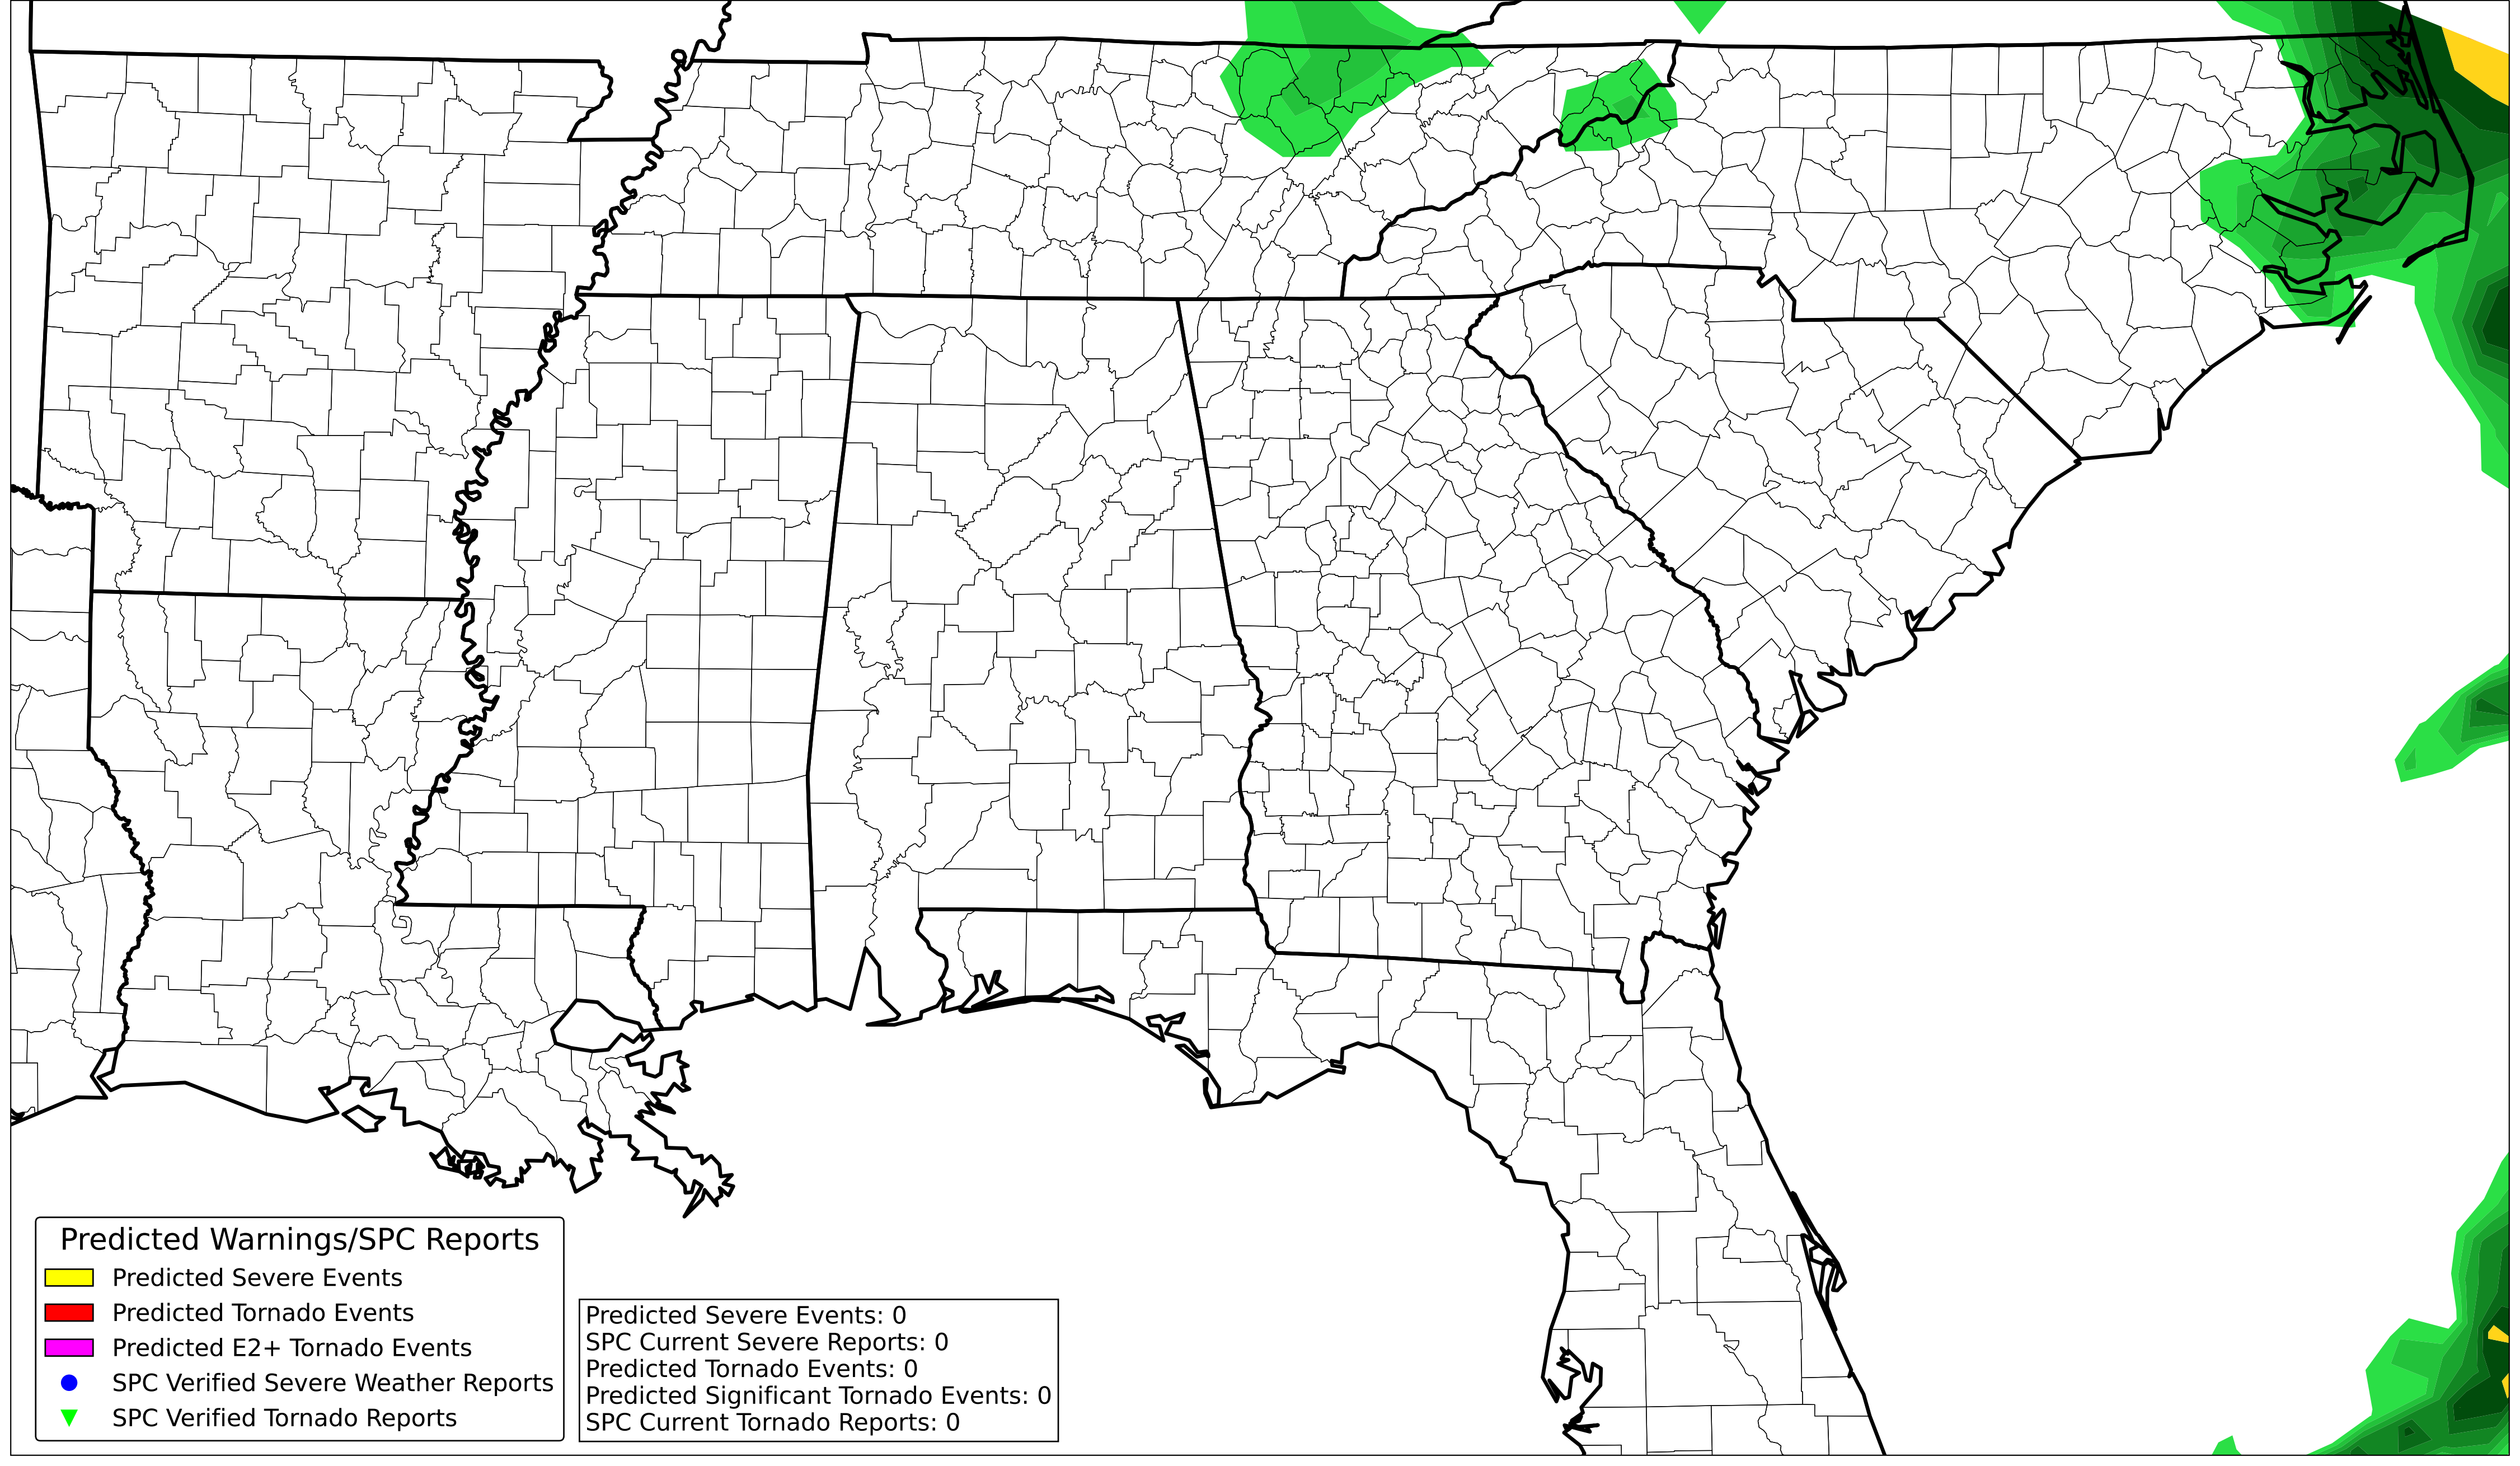 Predicted Warnings/SPC Reports
Predicted Severe Events
Predicted Tornado Events
Predicted E2+ Tornado Events
SPC Verified Severe Weather Reports
SPC Verified Tornado Reports
Predicted Severe Events: 0
SPC Current Severe Reports: 0
Predicted Tornado Events: 0
Predicted Significant Tornado Events: 0
SPC Current Tornado Reports: 0